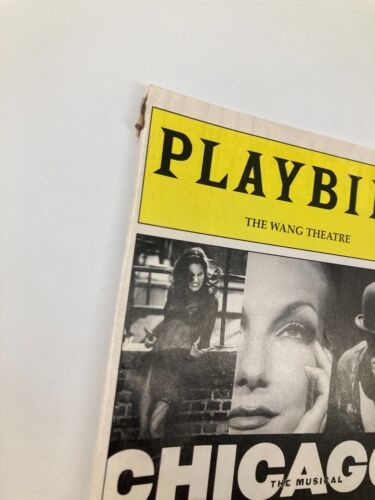 PLAYBI
THE WANG THEATRE
CHICAGO
THE MUSICAL